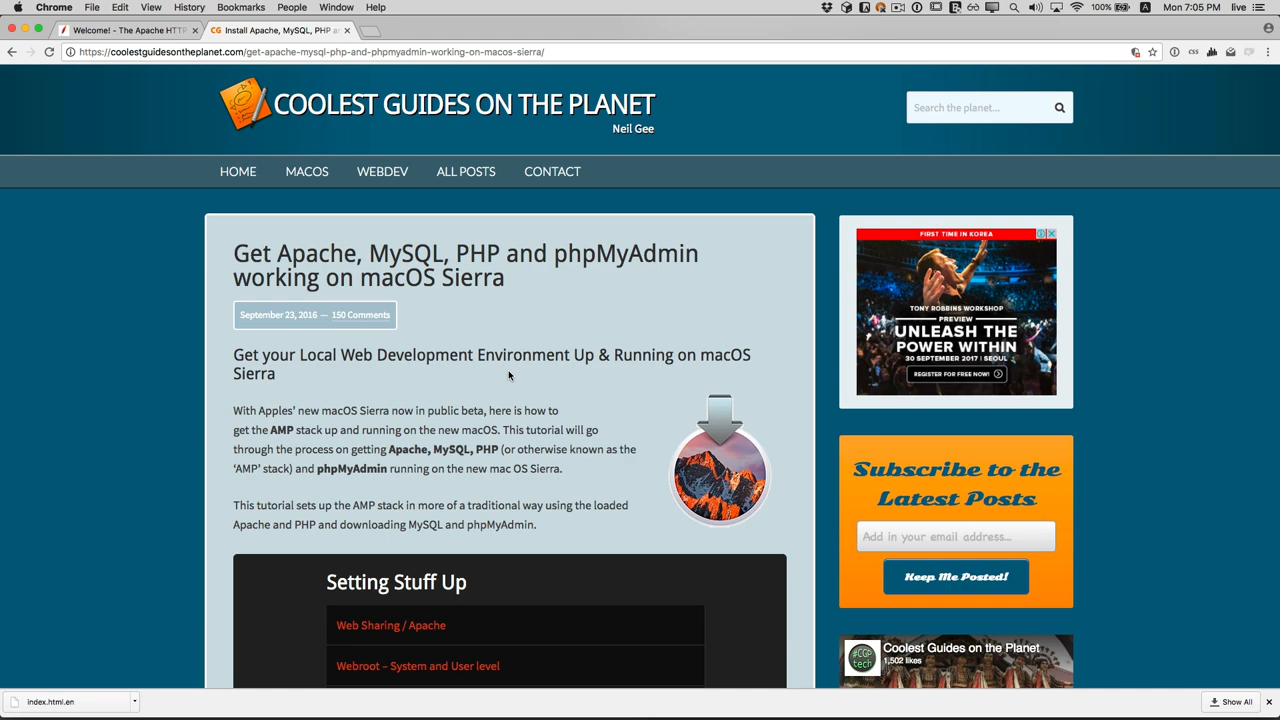 Chrome File Edit View History Bookmarks People Window Help 100% Mon 7:05 PM live
Welcome! - The Apache HTTP
CG Install Apache, MySQL, PHP a
https://coolestguidesontheplanet.com/get-apache-mysql-php-and-phpmyadmin-working-on-macos-sierra/
CSS
COOLEST GUIDES ON THE PLANET
Neil Gee
Search the planet...
HOME MACOS WEBDEV ALL POSTS CONTACT
Get Apache, MySQL, PHP and phpMyAdmin
working on macOS Sierra
September 23, 2016 — 150 Comments
Get your Local Web Development Environment Up & Running on macOS
Sierra
With Apples' new macOS Sierra now in public beta, here is how to
get the AMP stack up and running on the new macOS. This tutorial will go
through the process on getting Apache, MySQL, PHP (or otherwise known as the
'AMP' stack) and phpMyAdmin running on the new mac OS Sierra.
This tutorial sets up the AMP stack in more of a traditional way using the loaded
Apache and PHP and downloading MySQL and phpMyAdmin.
Setting Stuff Up
Web Sharing / Apache
Webroot – System and User level
FIRST TIME IN KOREA
TONY ROBBINS WORKSHOP
PREVIEW
UNLEASH THE
POWER WITHIN
30 SEPTEMBER 2017 | SEOUL
REGISTER FOR FREE NOW!
Subscribe to the
Latest Posts
Add in your email address...
Keep Me Posted!
#CGP
tech
Coolest Guides on the Planet
1,502 likes
index.html.en
Show All